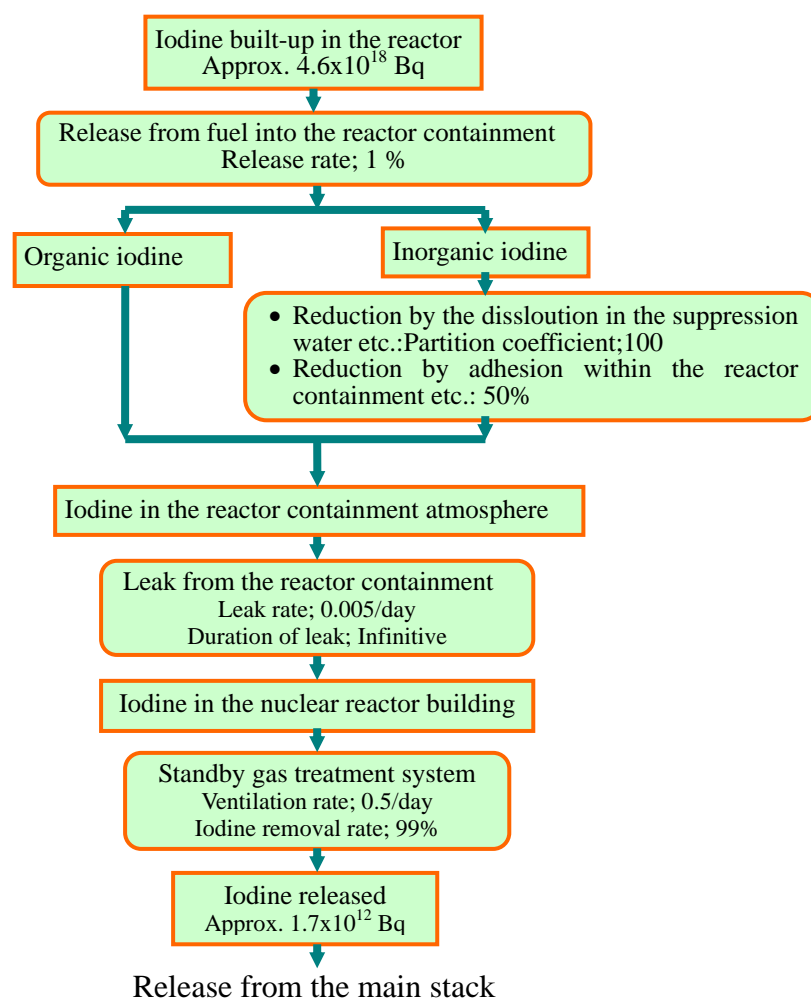 Iodine built-up in the reactor
Approx. 4.6x10¹⁸ Bq
Release from fuel into the reactor containment
Release rate; 1 %
Organic iodine
Inorganic iodine
• Reduction by the dissloution in the suppression
water etc.:Partition coefficient;100
• Reduction by adhesion within the reactor
containment etc.: 50%
Iodine in the reactor containment atmosphere
Leak from the reactor containment
Leak rate; 0.005/day
Duration of leak; Infinitive
Iodine in the nuclear reactor building
Standby gas treatment system
Ventilation rate; 0.5/day
Iodine removal rate; 99%
Iodine released
Approx. 1.7x10¹² Bq
Release from the main stack